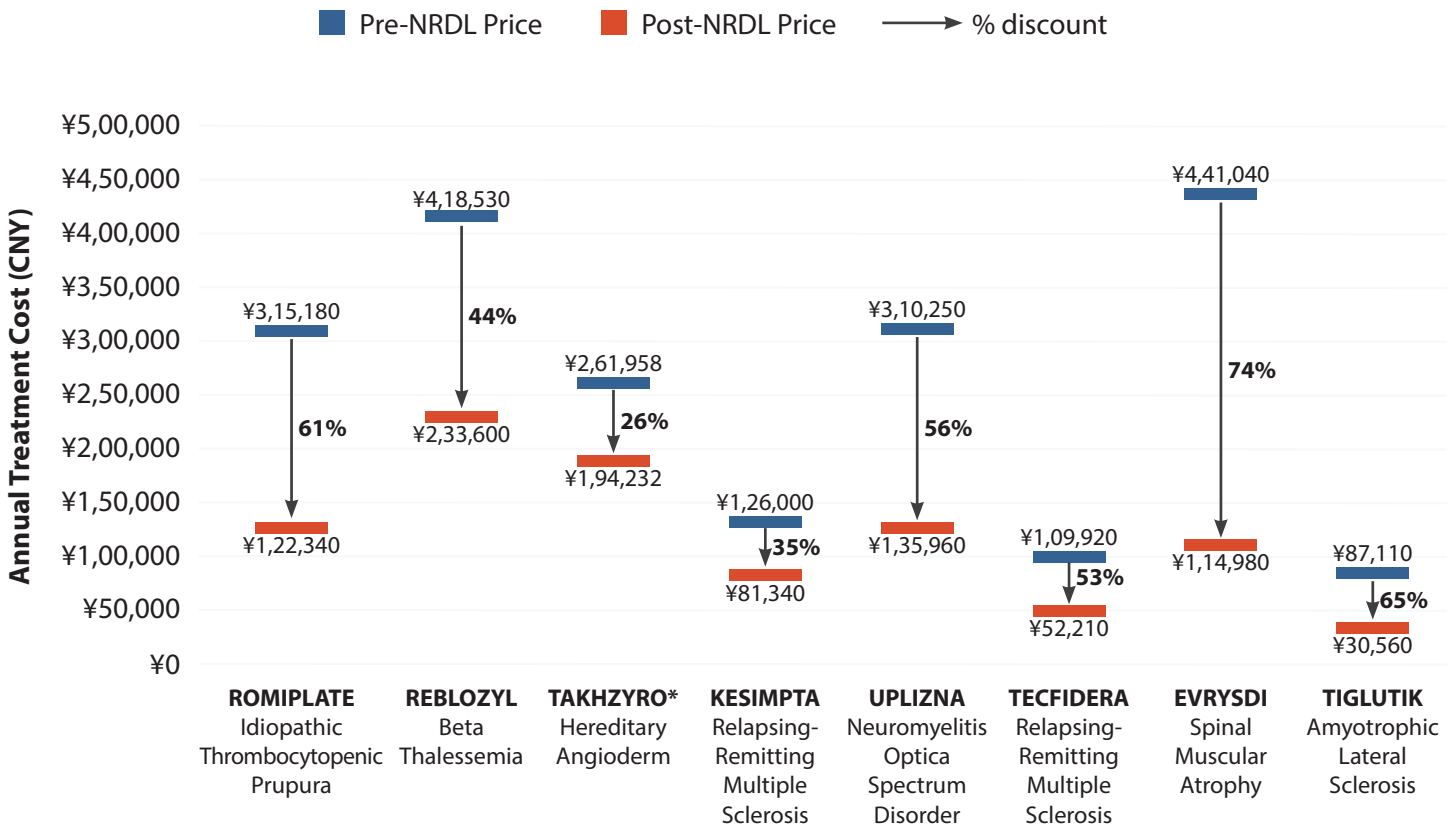 Pre-NRDL Price
Post-NRDL Price
% discount
Annual Treatment Cost (CNY)
¥5,00,000
¥4,50,000
¥4,00,000
¥3,50,000
¥3,00,000
¥2,50,000
¥2,00,000
¥1,50,000
¥1,00,000
¥50,000
¥0
¥3,15,180
61%
¥1,22,340
¥4,18,530
44%
¥2,33,600
¥2,61,958
26%
¥1,94,232
¥1,26,000
35%
¥81,340
¥3,10,250
56%
¥1,35,960
¥1,09,920
53%
¥52,210
¥4,41,040
74%
¥1,14,980
¥87,110
65%
¥30,560
ROMIPLATE
Idiopathic
Thrombocytopenic
Prupura
REBLOZYL
Beta
Thalessemia
TAKHZYRO*
Hereditary
Angioderm
KESIMPTA
Relapsing-
Remitting
Multiple
Sclerosis
UPLIZNA
Neuromyelitis
Optica
Spectrum
Disorder
TECFIDERA
Relapsing-
Remitting
Multiple
Sclerosis
EVRYSDI
Spinal
Muscular
Atrophy
TIGLUTIK
Amyotrophic
Lateral
Sclerosis